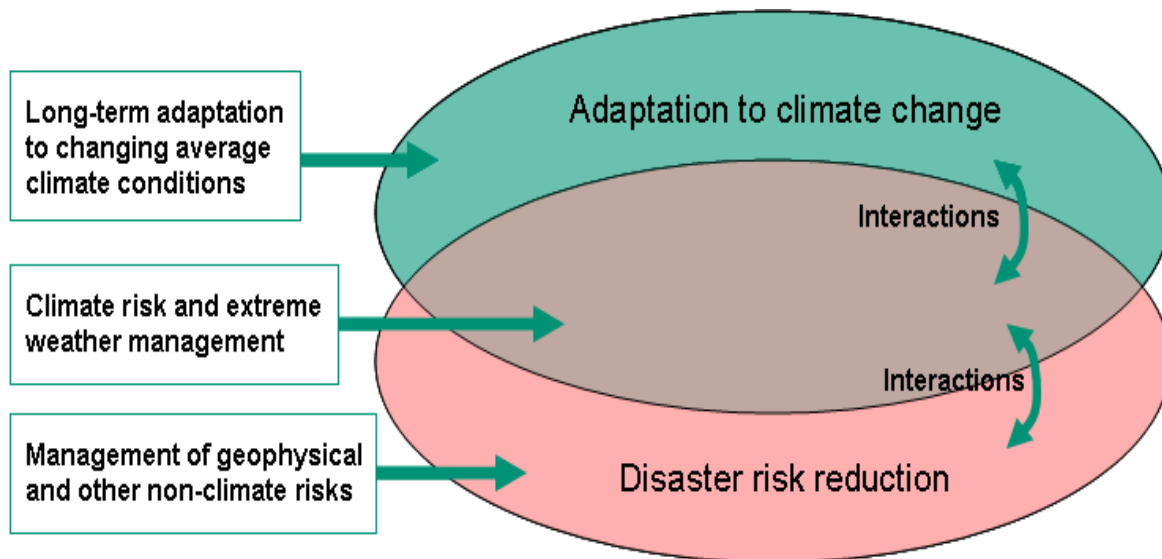 Long-term adaptation
to changing average
climate conditions
Adaptation to climate change
Interactions
Climate risk and extreme
weather management
Interactions
Management of geophysical
and other non-climate risks
Disaster risk reduction